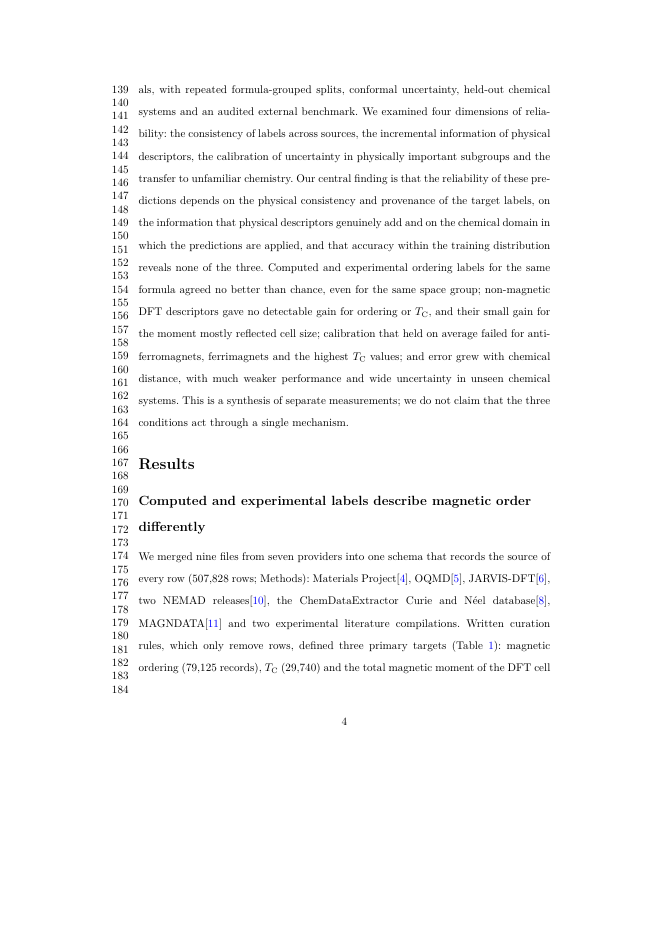 139 als, with repeated formula-grouped splits, conformal uncertainty, held-out chemical
140
141 systems and an audited external benchmark. We examined four dimensions of relia-
142 bility: the consistency of labels across sources, the incremental information of physical
143
144 descriptors, the calibration of uncertainty in physically important subgroups and the
145
146 transfer to unfamiliar chemistry. Our central finding is that the reliability of these pre-
147 dictions depends on the physical consistency and provenance of the target labels, on
148
149 the information that physical descriptors genuinely add and on the chemical domain in
150
151 which the predictions are applied, and that accuracy within the training distribution
152 reveals none of the three. Computed and experimental ordering labels for the same
153
154 formula agreed no better than chance, even for the same space group; non-magnetic
155
156 DFT descriptors gave no detectable gain for ordering or T_C, and their small gain for
157 the moment mostly reflected cell size; calibration that held on average failed for anti-
158
159 ferromagnets, ferrimagnets and the highest T_C values; and error grew with chemical
160
161 distance, with much weaker performance and wide uncertainty in unseen chemical
162 systems. This is a synthesis of separate measurements; we do not claim that the three
163
164 conditions act through a single mechanism.
165
166
167 Results
168
169
170 Computed and experimental labels describe magnetic order
171
172 differently
173
174 We merged nine files from seven providers into one schema that records the source of
175
176 every row (507,828 rows; Methods): Materials Project[4], OQMD[5], JARVIS-DFT[6],
177 two NEMAD releases[10], the ChemDataExtractor Curie and Néel database[8],
178
179 MAGNDATA[11] and two experimental literature compilations. Written curation
180
181 rules, which only remove rows, defined three primary targets (Table 1): magnetic
182 ordering (79,125 records), T_C (29,740) and the total magnetic moment of the DFT cell
183
184
4